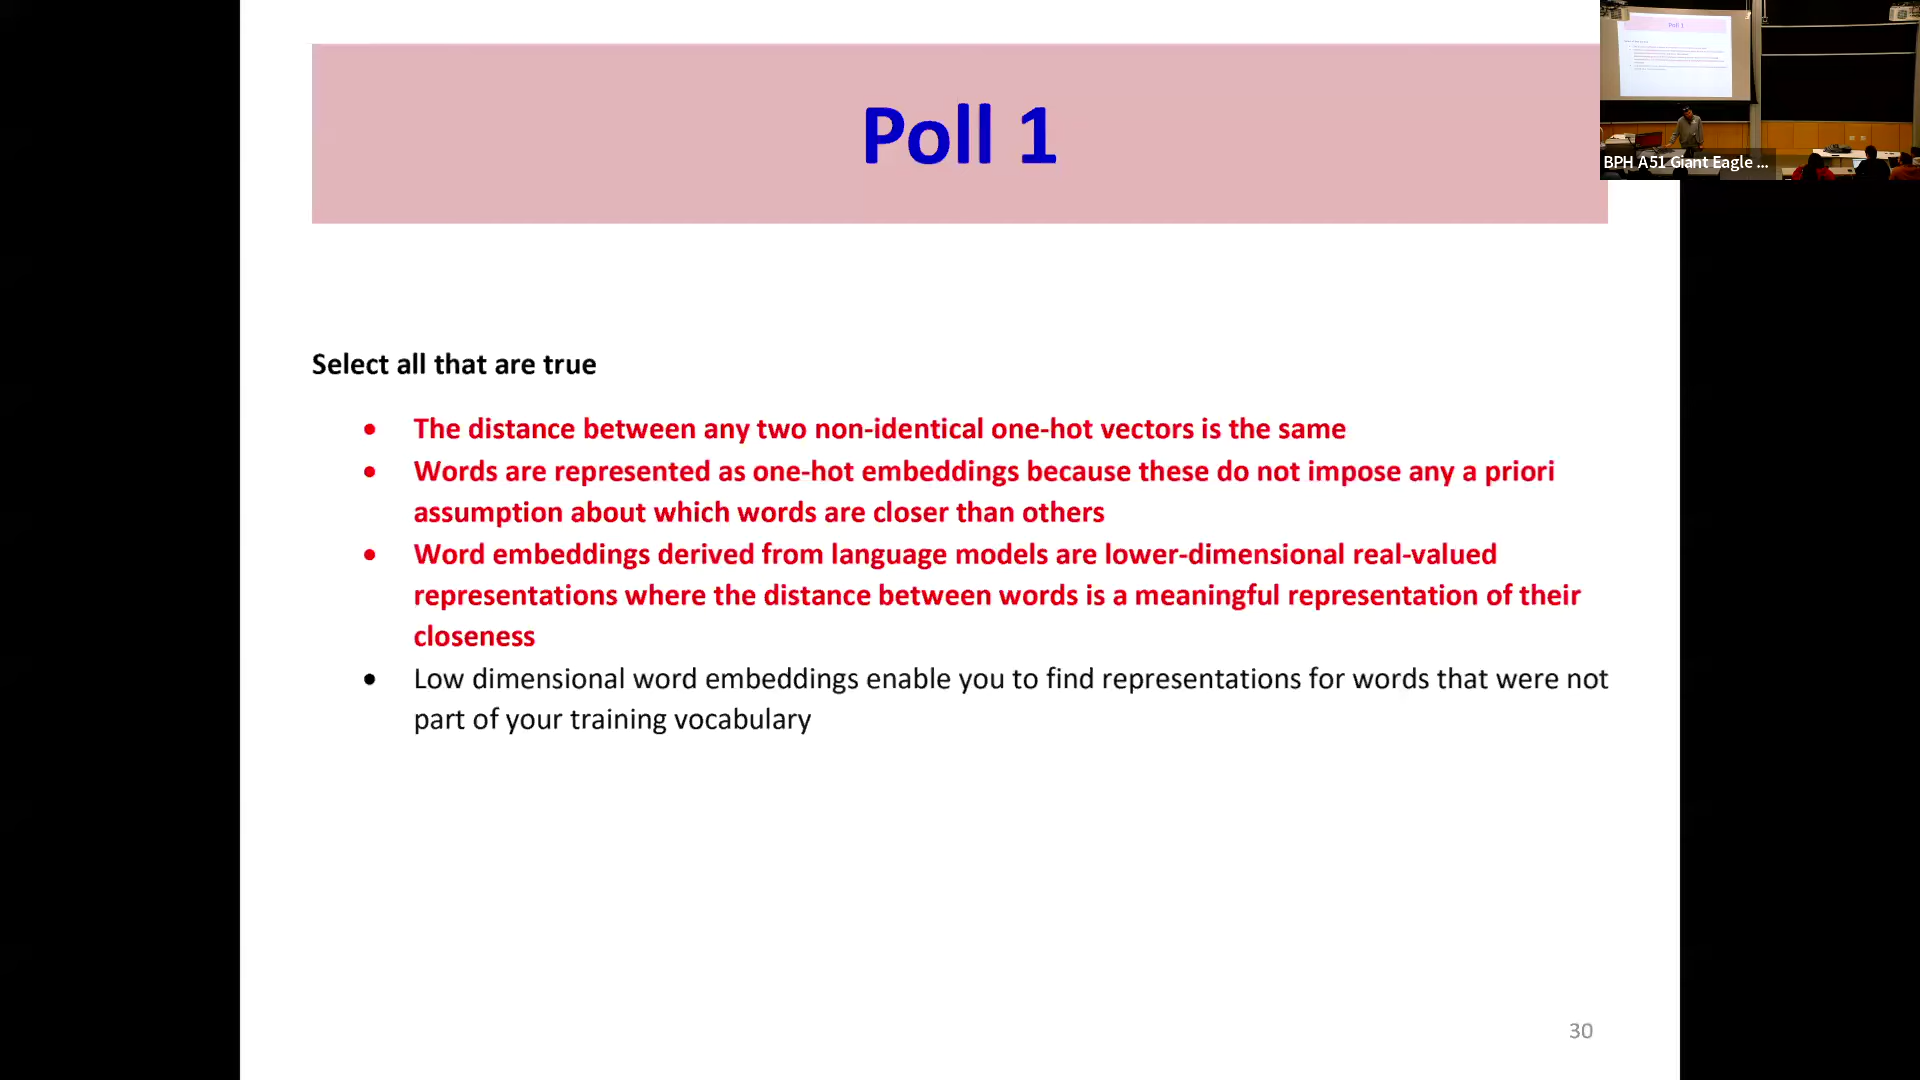 Poll 1
Poll 1
BPH A51 Giant Eagle ...
Select all that are true
• The distance between any two non-identical one-hot vectors is the same
• Words are represented as one-hot embeddings because these do not impose any a priori
assumption about which words are closer than others
• Word embeddings derived from language models are lower-dimensional real-valued
representations where the distance between words is a meaningful representation of their
closeness
• Low dimensional word embeddings enable you to find representations for words that were not
part of your training vocabulary
30